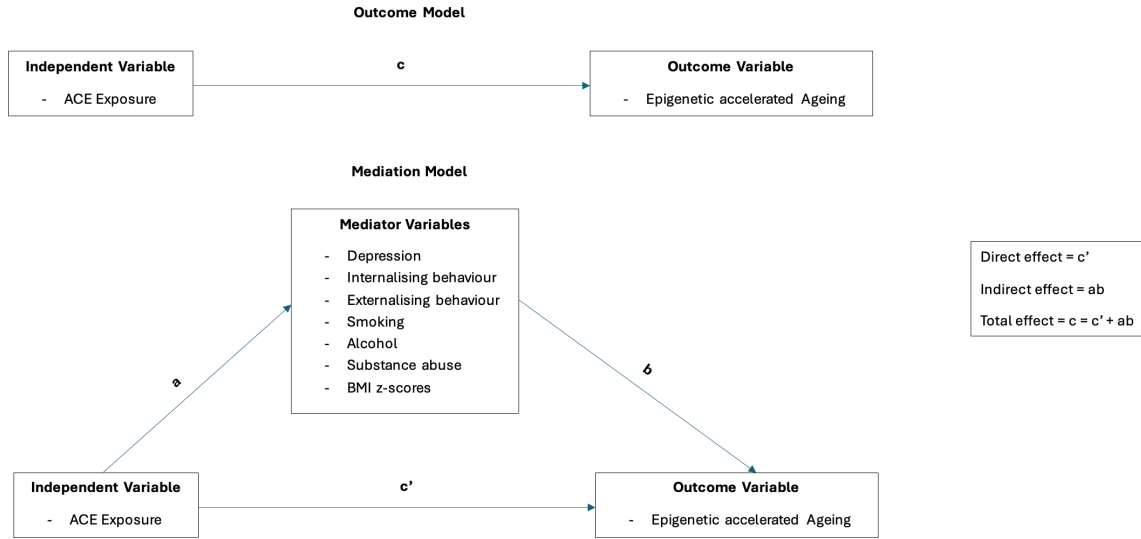 Outcome Model
Independent Variable
- ACE Exposure
c
Outcome Variable
- Epigenetic accelerated Ageing
Mediation Model
Mediator Variables
- Depression
- Internalising behaviour
- Externalising behaviour
- Smoking
- Alcohol
- Substance abuse
- BMI z-scores
Direct effect = c’
Indirect effect = ab
Total effect = c = c’ + ab
a
b
Independent Variable
- ACE Exposure
c’
Outcome Variable
- Epigenetic accelerated Ageing